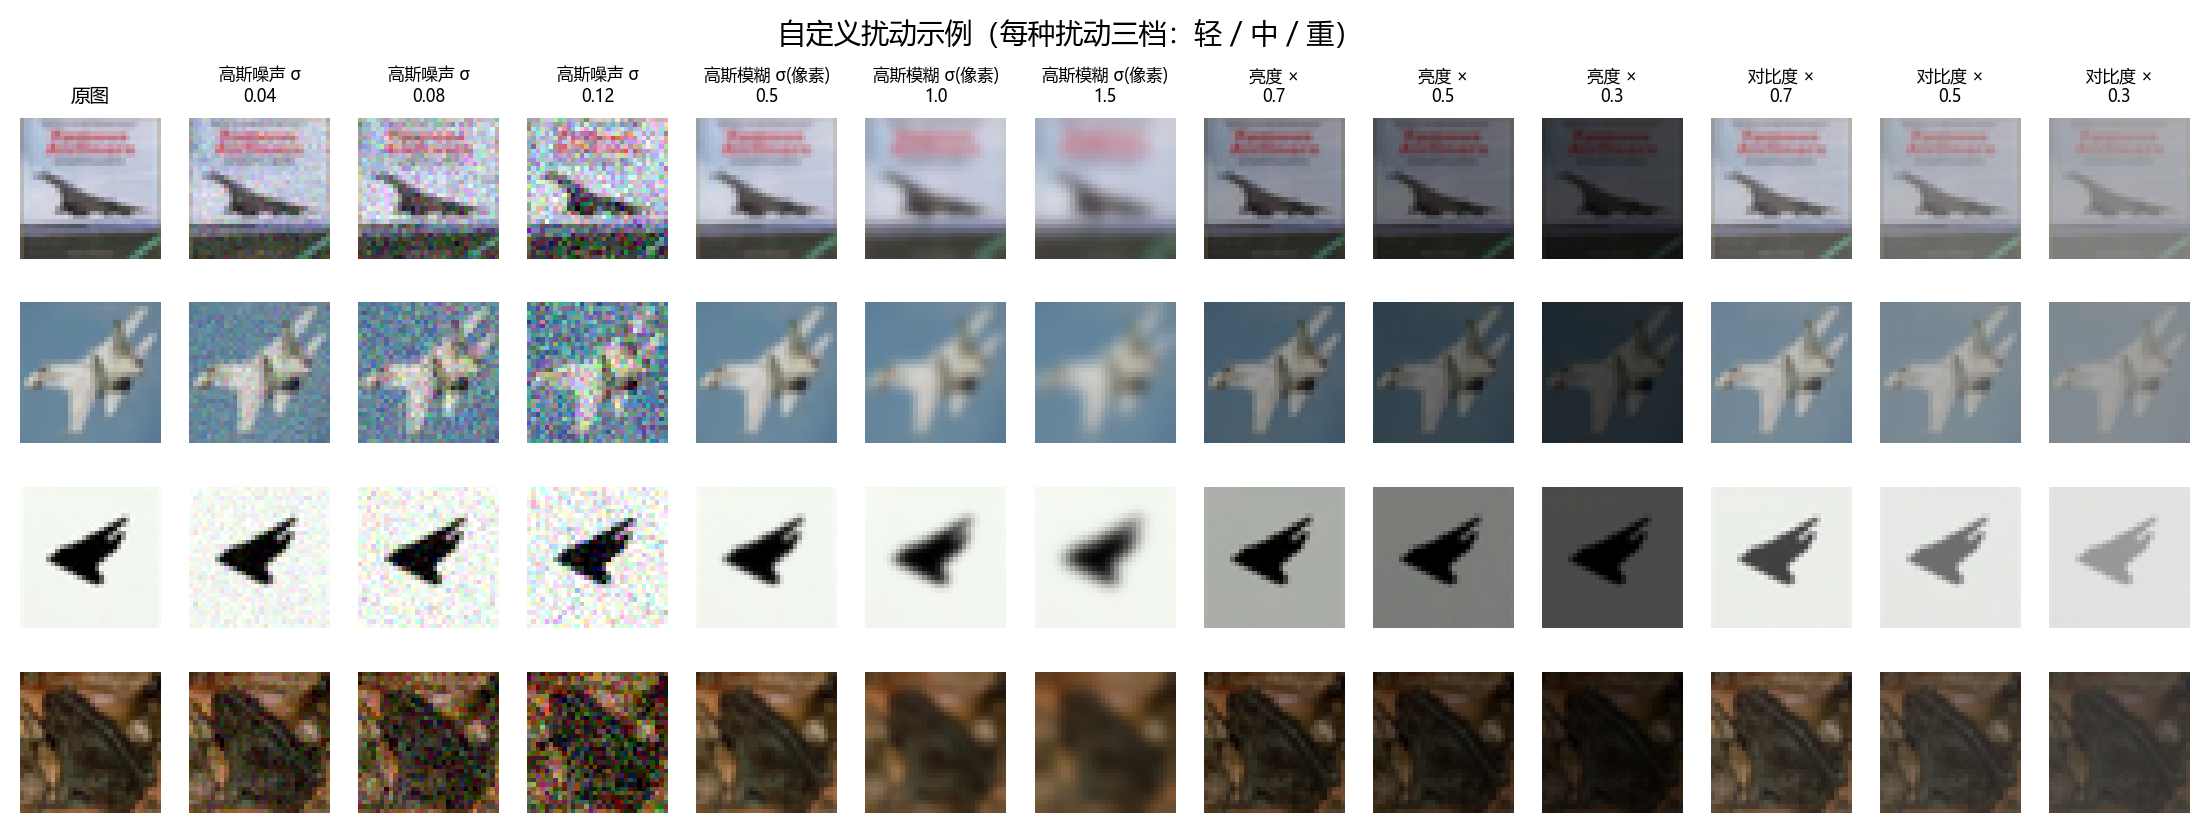 自定义扰动示例（每种扰动三档：轻 / 中 / 重）
原图
高斯噪声 σ
0.04
高斯噪声 σ
0.08
高斯噪声 σ
0.12
高斯模糊 σ(像素)
0.5
高斯模糊 σ(像素)
1.0
高斯模糊 σ(像素)
1.5
亮度 ×
0.7
亮度 ×
0.5
亮度 ×
0.3
对比度 ×
0.7
对比度 ×
0.5
对比度 ×
0.3